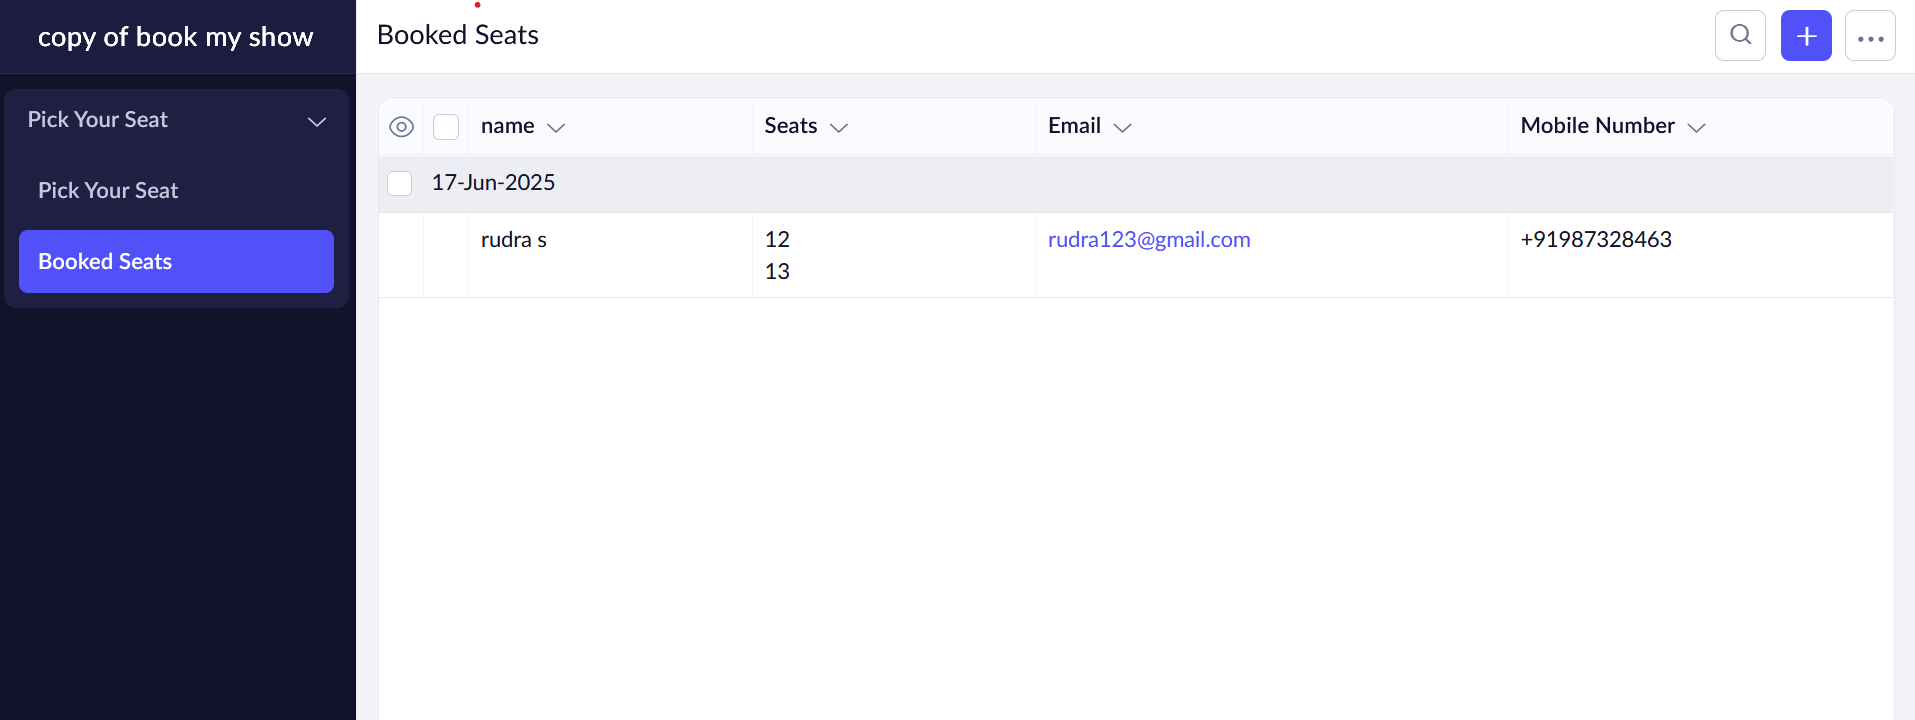 copy of book my show
Booked Seats
Pick Your Seat
Pick Your Seat
Booked Seats
name Seats Email Mobile Number
17-Jun-2025
rudra s 12 rudra123@gmail.com +91987328463
13